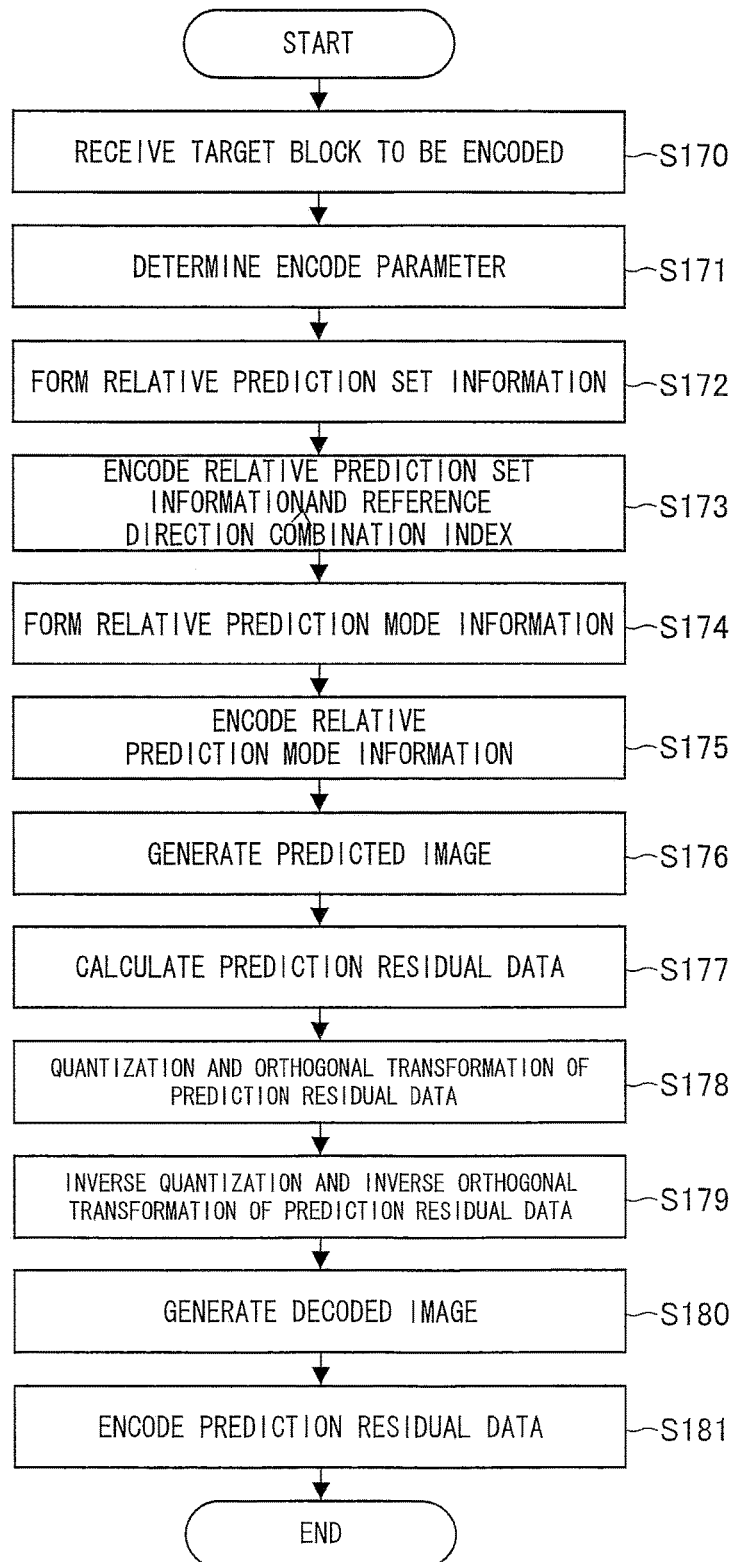 START
RECEIVE TARGET BLOCK TO BE ENCODED
S170
DETERMINE ENCODE PARAMETER
S171
FORM RELATIVE PREDICTION SET INFORMATION
S172
ENCODE RELATIVE PREDICTION SET
INFORMATIONAND REFERENCE
DIRECTION COMBINATION INDEX
S173
FORM RELATIVE PREDICTION MODE INFORMATION
S174
ENCODE RELATIVE
PREDICTION MODE INFORMATION
S175
GENERATE PREDICTED IMAGE
S176
CALCULATE PREDICTION RESIDUAL DATA
S177
QUANTIZATION AND ORTHOGONAL TRANSFORMATION OF
PREDICTION RESIDUAL DATA
S178
INVERSE QUANTIZATION AND INVERSE ORTHOGONAL
TRANSFORMATION OF PREDICTION RESIDUAL DATA
S179
GENERATE DECODED IMAGE
S180
ENCODE PREDICTION RESIDUAL DATA
S181
END